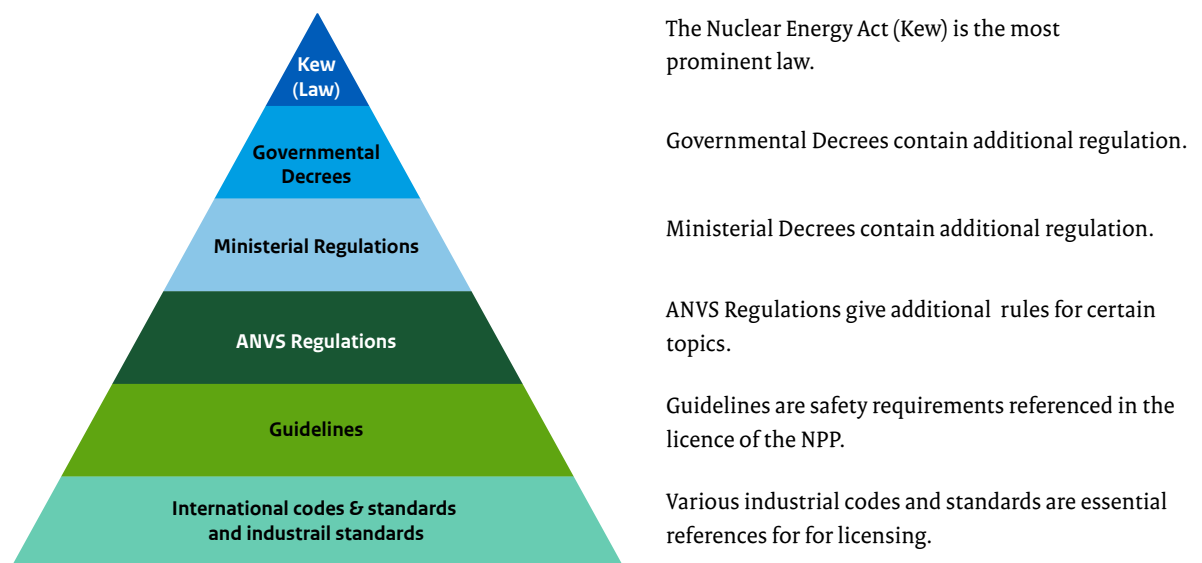 Kew
(Law)
The Nuclear Energy Act (Kew) is the most
prominent law.
Governmental
Decrees
Governmental Decrees contain additional regulation.
Ministerial Regulations
Ministerial Decrees contain additional regulation.
ANVS Regulations
ANVS Regulations give additional  rules for certain
topics.
Guidelines
Guidelines are safety requirements referenced in the
licence of the NPP.
International codes & standards
and industrail standards
Various industrial codes and standards are essential
references for for licensing.